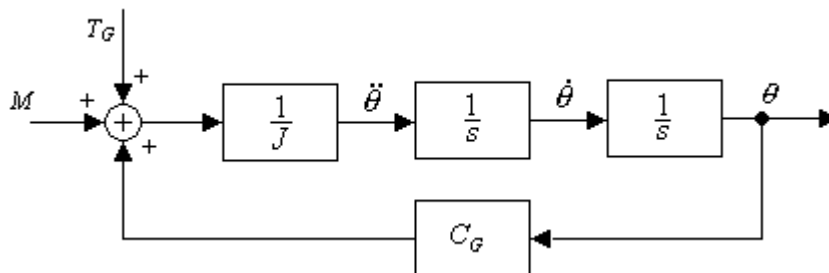 T_G
+
M + + +
1/J θ̈ 1/s θ̇ 1/s θ
C_G